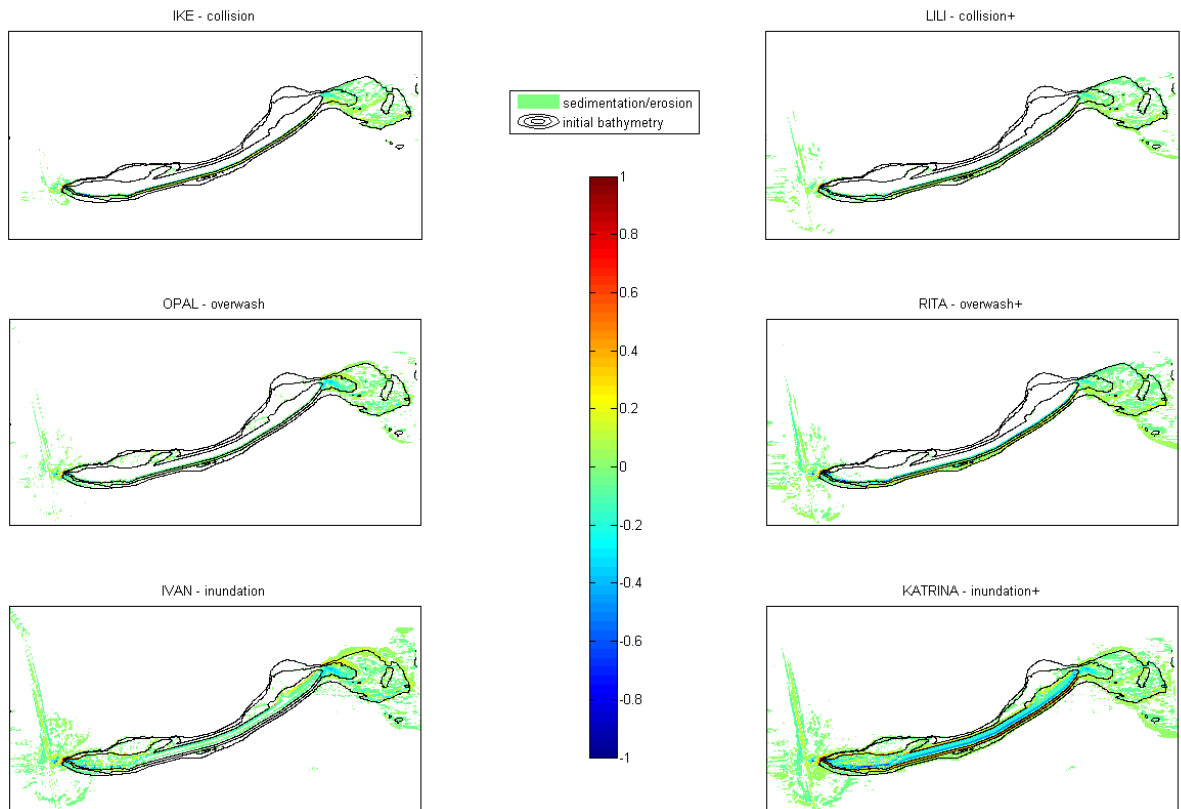 IKE - collision
LILI - collision+
sedimentation/erosion
initial bathymetry
1
0.8
0.6
0.4
0.2
0
-0.2
-0.4
-0.6
-0.8
-1
OPAL - overwash
RITA - overwash+
IVAN - inundation
KATRINA - inundation+